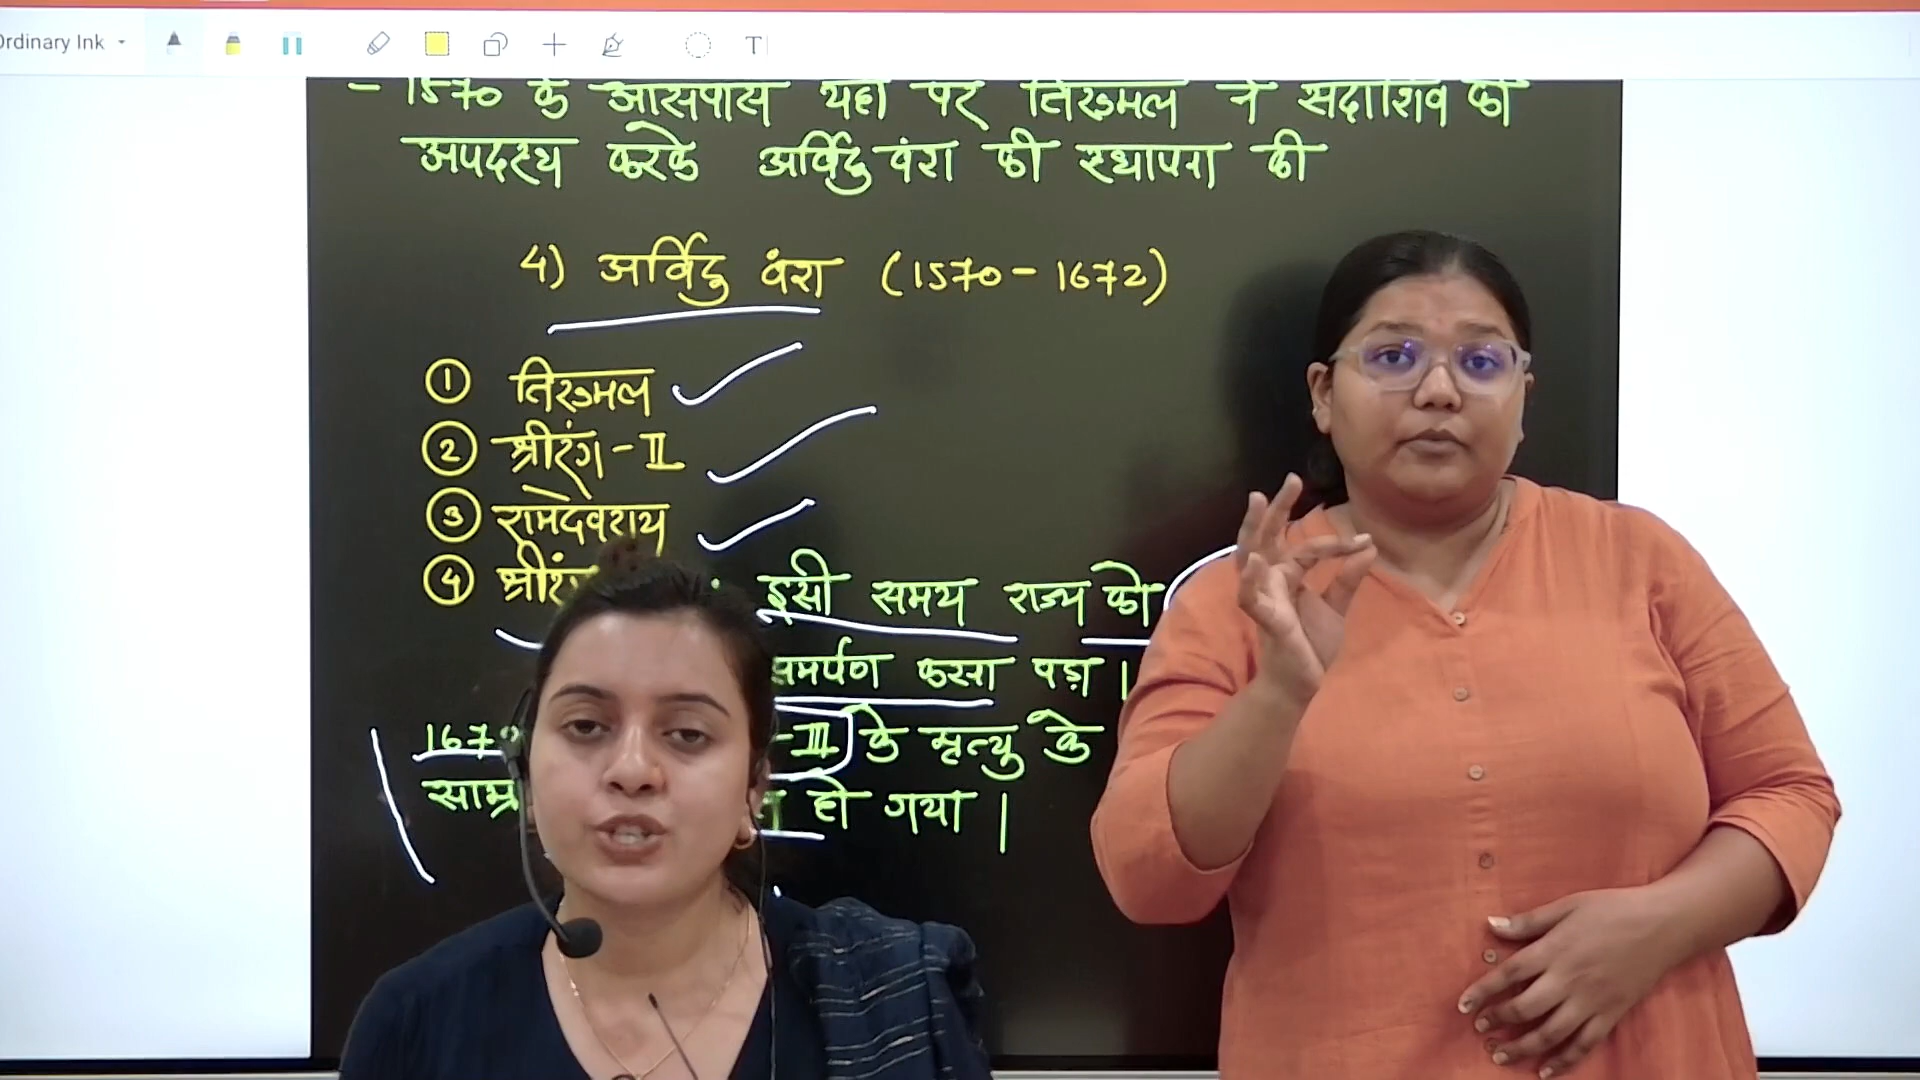 Ordinary Ink
– 1570 के आसपास यहां पर तिरूमल ने सदाशिव को
अपदस्थ करके अर्विदु वंश की स्थापना की
4) अर्विदु वंश (1570 – 1672)
① तिरूमल
② श्रीरंग - II
③ रामदेवराय
④ इसी समय राज्य को
समर्पण करना पड़ा |
- III के मृत्यु के
हो गया |